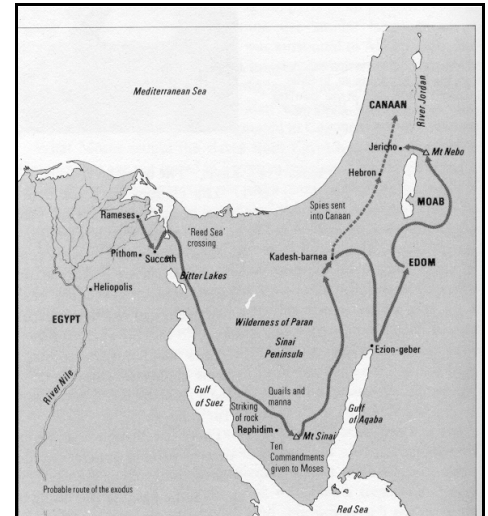 Mediterranean Sea
CANAAN
River Jordan
Jericho
Mt Nebo
Hebron
Spies sent
into Canaan
MOAB
Rameses
'Reed Sea'
crossing
Pithom
Succoth
Bitter Lakes
Kadesh-barnea
EDOM
Heliopolis
EGYPT
Wilderness of Paran
Sinai
Peninsula
Ezion-geber
River Nile
Gulf
of Suez
Quails and
manna
Striking
of rock
Rephidim
Mt Sinai
Gulf
of Aqaba
Ten
Commandments
given to Moses
Probable route of the exodus
Red Sea